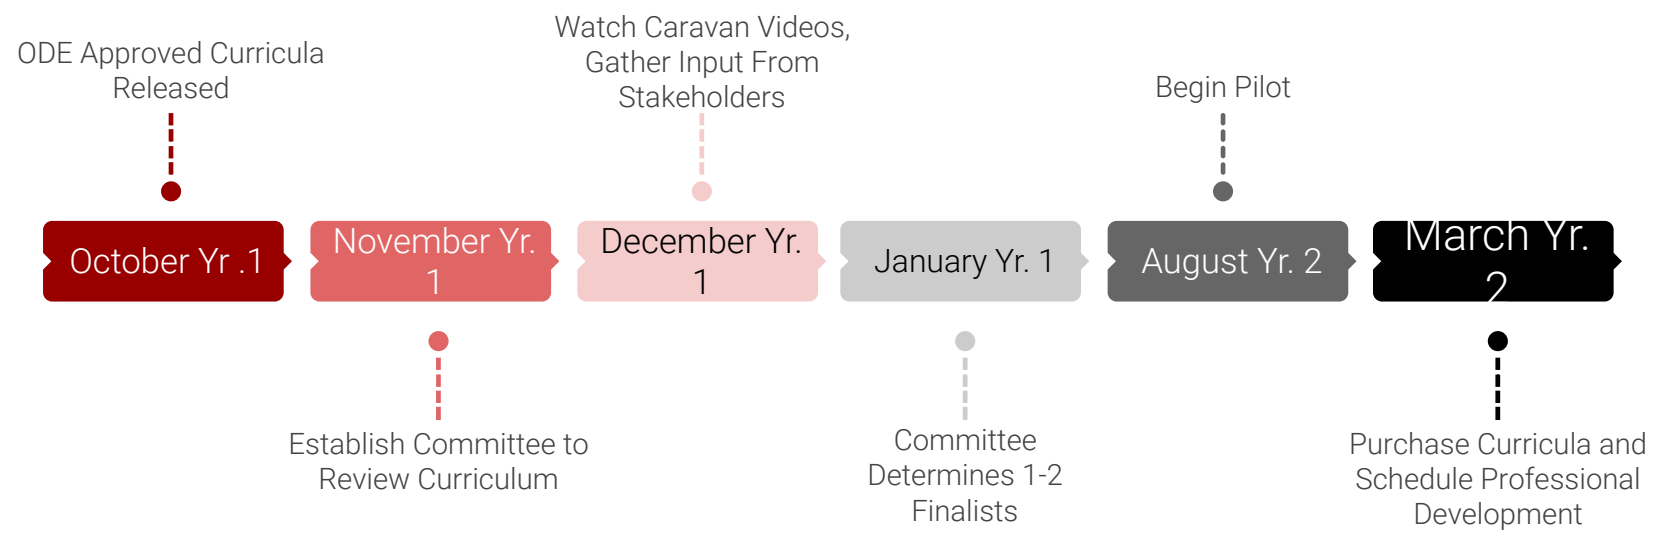 ODE Approved Curricula
Released
Watch Caravan Videos,
Gather Input From
Stakeholders
Begin Pilot
October Yr .1
November Yr.
1
December Yr.
1
January Yr. 1
August Yr. 2
March Yr.
2
Establish Committee to
Review Curriculum
Committee
Determines 1-2
Finalists
Purchase Curricula and
Schedule Professional
Development